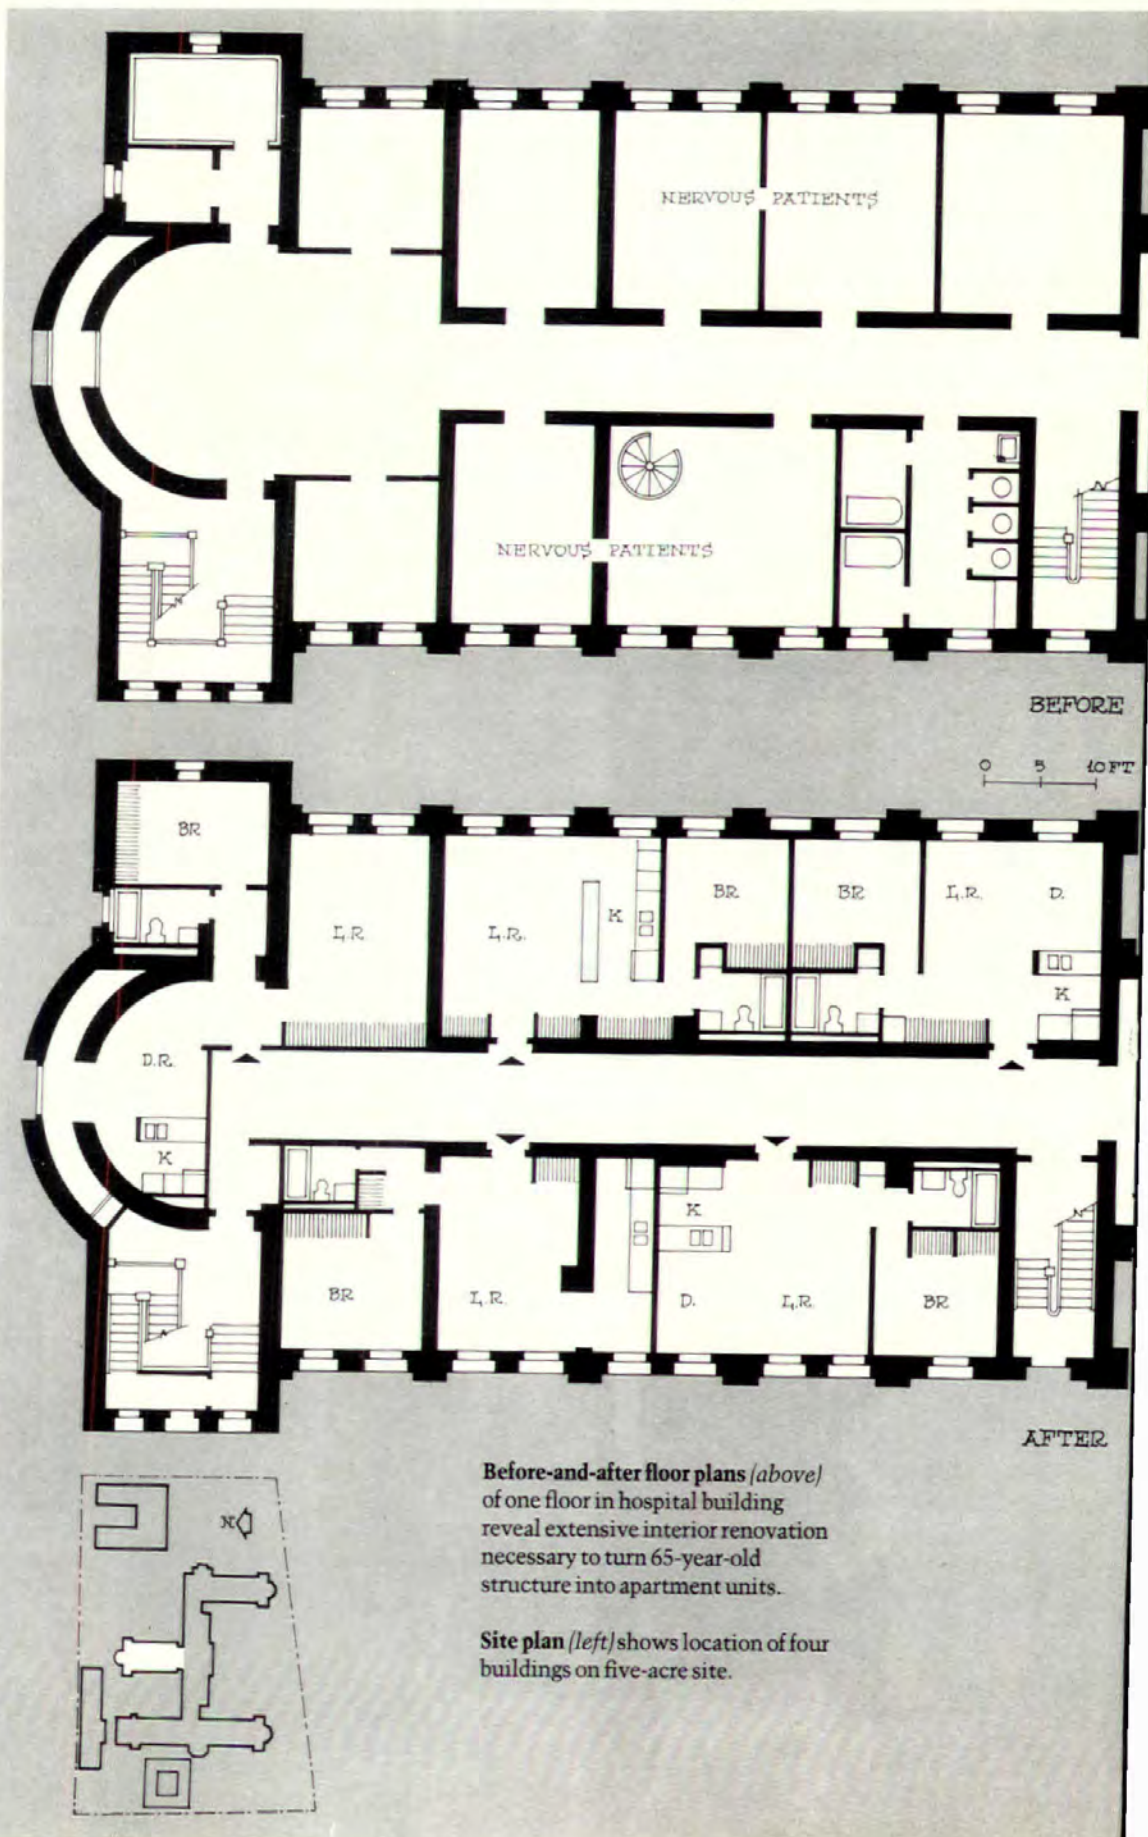 NERVOUS PATIENTS
NERVOUS PATIENTS
N
N
BEFORE
0 5 10 FT
BR
L.R.
L.R.
K
BR
BR
L.R.
D.
K
D.R.
K
BR
L.R.
K
D.
L.R.
BR
N
N
AFTER
N
Before-and-after floor plans (above)
of one floor in hospital building
reveal extensive interior renovation
necessary to turn 65-year-old
structure into apartment units.
Site plan (left) shows location of four
buildings on five-acre site.